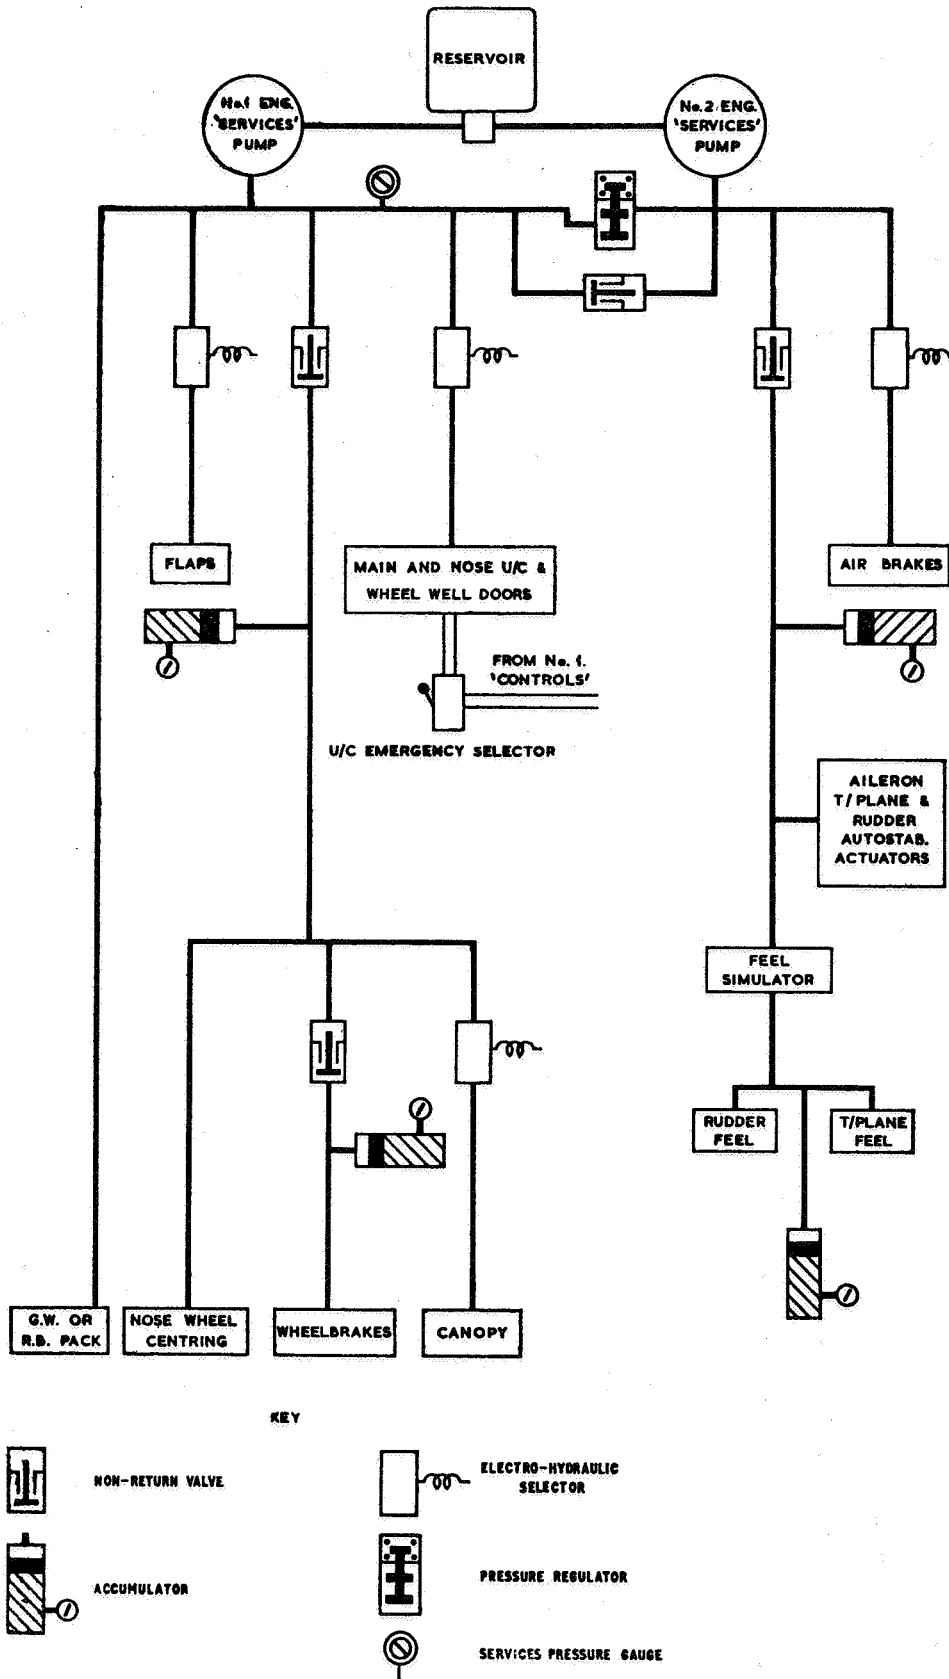 RESERVOIR
No.1 ENG.
'SERVICES'
PUMP
No.2 ENG.
'SERVICES'
PUMP
FLAPS
MAIN AND NOSE U/C &
WHEEL WELL DOORS
AIR BRAKES
FROM No. 1.
'CONTROLS'
U/C EMERGENCY SELECTOR
AILERON
T/PLANE &
RUDDER
AUTOSTAB.
ACTUATORS
FEEL
SIMULATOR
RUDDER
FEEL
T/PLANE
FEEL
G.W. OR
R.B. PACK
NOSE WHEEL
CENTRING
WHEELBRAKES
CANOPY
KEY
NON-RETURN VALVE
ELECTRO-HYDRAULIC
SELECTOR
ACCUMULATOR
PRESSURE REGULATOR
SERVICES PRESSURE GAUGE